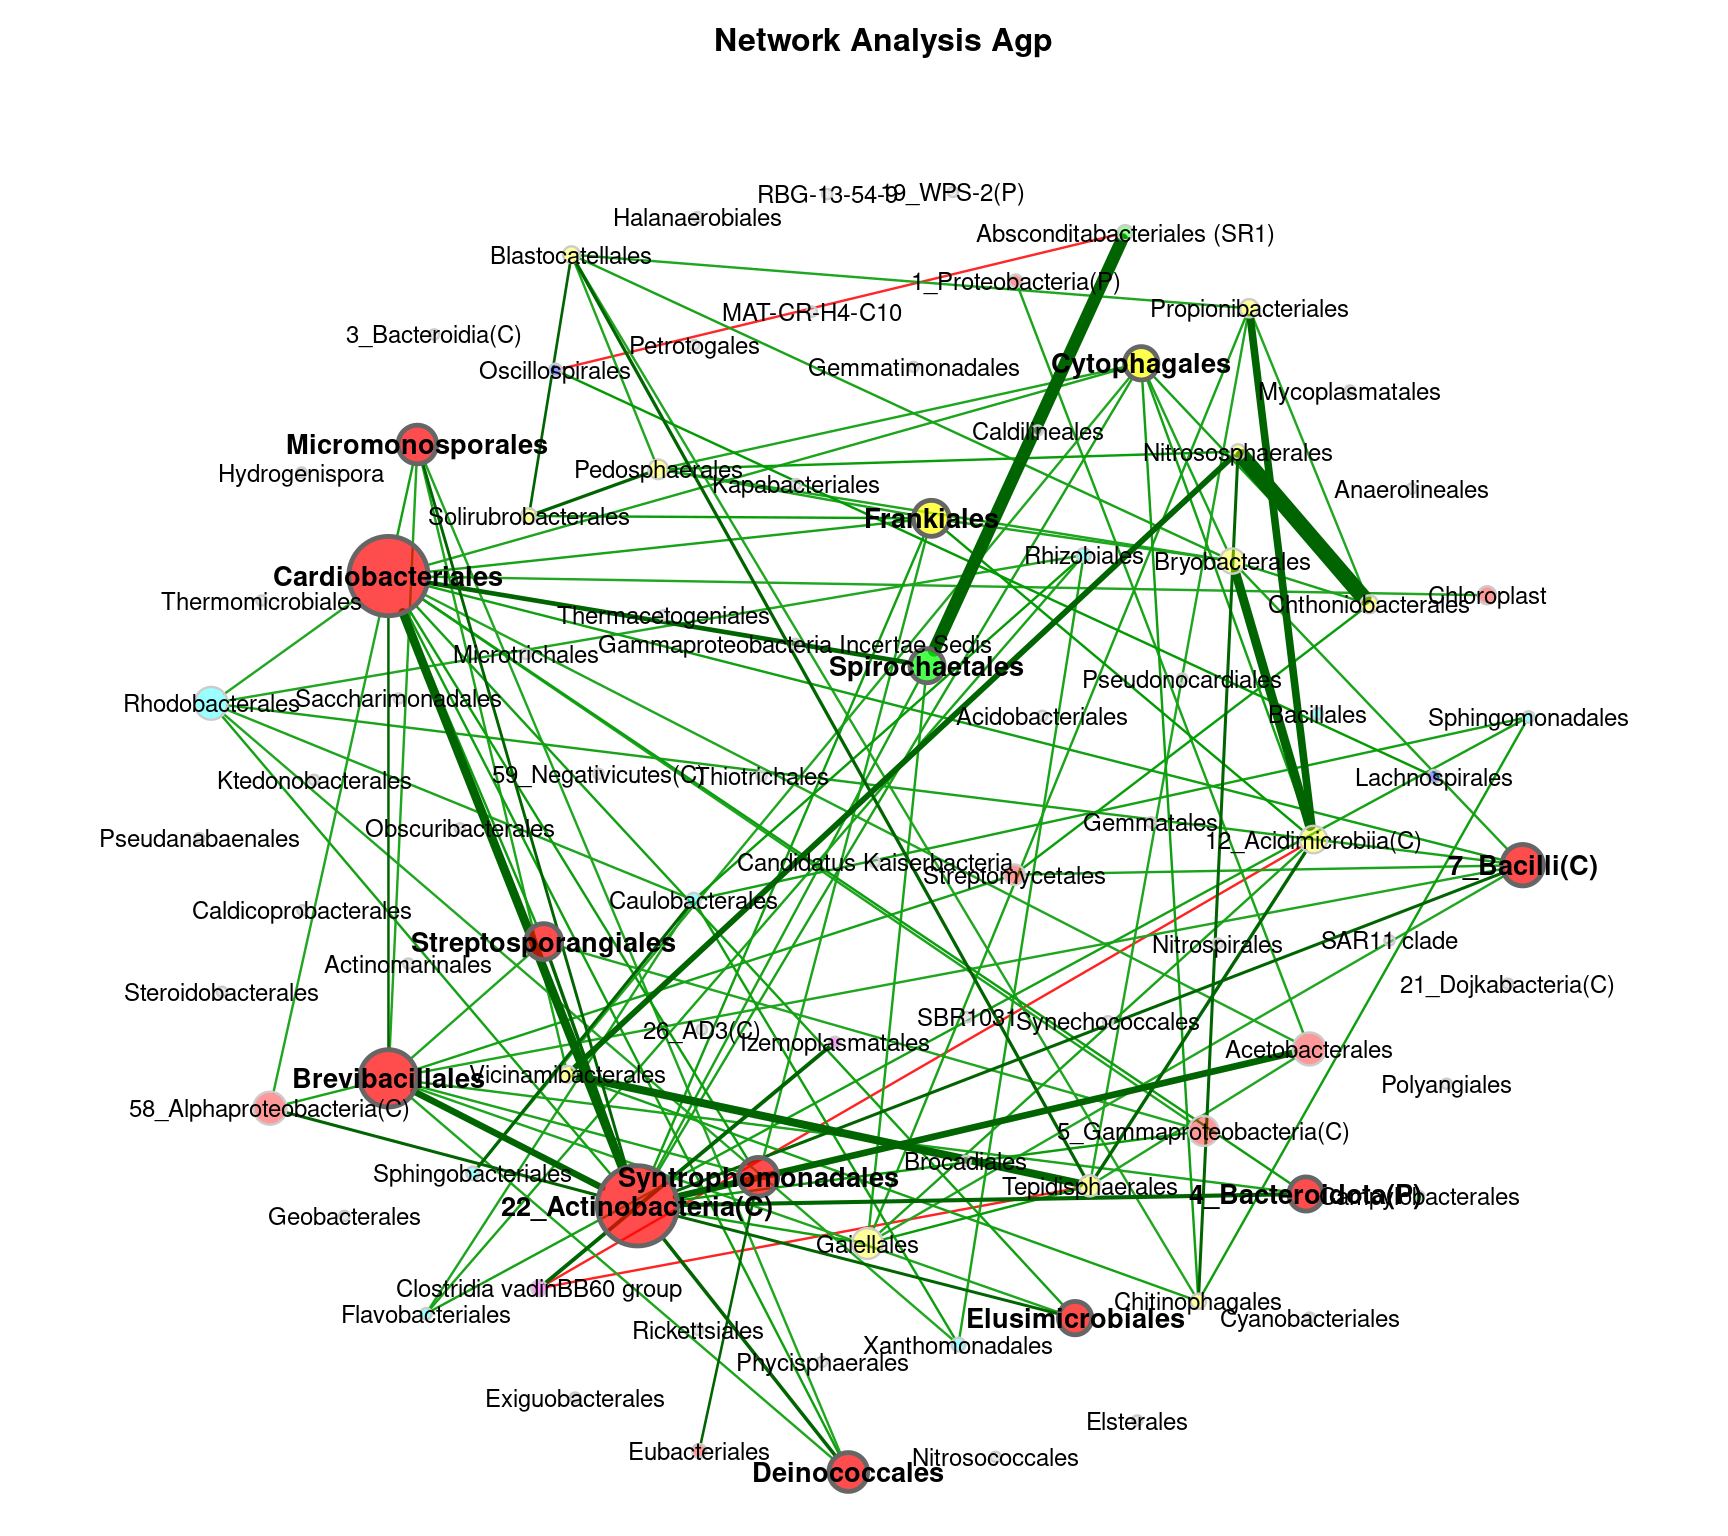 Network Analysis Agp
RBG-13-54-9
19_WPS-2(P)
Halanaerobiales
Absconditabacteriales (SR1)
Blastocatellales
1_Proteobacteria(P)
Propionibacteriales
MAT-CR-H4-C10
3_Bacteroidia(C)
Petrotogales
Oscillospirales
Gemmatimonadales
Cytophagales
Mycoplasmatales
Caldilineales
Micromonosporales
Nitrososphaerales
Hydrogenispora
Pedosphaerales
Kapabacteriales
Anaerolineales
Solirubrobacterales
Frankiales
Rhizobiales
Bryobacterales
Cardiobacteriales
Chloroplast
Thermomicrobiales
Chthoniobacterales
Thermacetogeniales
Gammaproteobacteria Incertae Sedis
Microtrichales
Spirochaetales
Pseudonocardiales
Rhodobacterales
Saccharimonadales
Acidobacteriales
Bacillales
Sphingomonadales
Ktedonobacterales
59_Negativicutes(C)
Thiotrichales
Lachnospirales
Obscuribacterales
Gemmatales
Pseudanabaenales
12_Acidimicrobiia(C)
Candidatus Kaiserbacteria
7_Bacilli(C)
Streptomycetales
Caulobacterales
Caldicoprobacterales
Streptosporangiales
Nitrospirales
SAR11 clade
Actinomarinales
Steroidobacterales
21_Dojkabacteria(C)
SBR1031
Synechococcales
26_AD3(C)
Izemoplasmatales
Acetobacterales
Brevibacillales
Vicinamibacterales
Polyangiales
58_Alphaproteobacteria(C)
5_Gammaproteobacteria(C)
Brocadiales
Sphingobacteriales
Syntrophomonadales
Tepidisphaerales
4_Bacteroidota(P)
Campylobacterales
22_Actinobacteria(C)
Geobacterales
Gaiellales
Clostridia vadinBB60 group
Chitinophagales
Flavobacteriales
Elusimicrobiales
Cyanobacteriales
Rickettsiales
Xanthomonadales
Phycisphaerales
Exiguobacterales
Elsterales
Eubacteriales
Nitrosococcales
Deinococcales